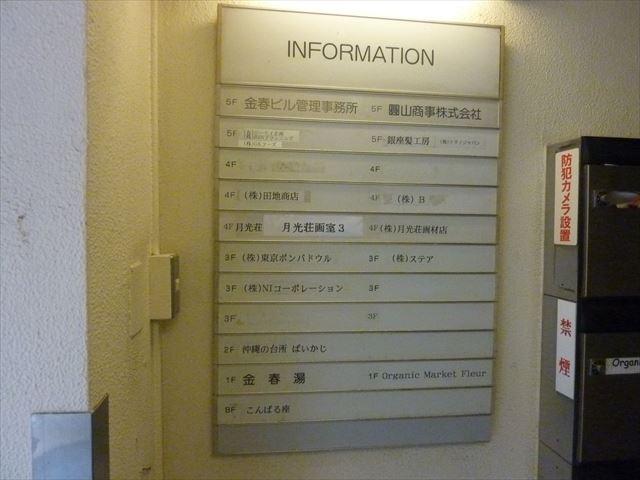 INFORMATION
5F 金春ビル管理事務所 5F 圓山商事株式会社
5F 5F 銀座髪工房
4F 4F
4F (株)田地商店 4F (株) B
4F 月光荘 月光荘画室3 4F (株)月光荘画材店
3F (株)東京ボンバドウル 3F (株)ステア
3F (株)NIコーポレーション 3F
3F 3F
2F 沖縄の台所 ぱいかじ
1F 金春湯 1F Organic Market Fleur
BF こんぱる座
防犯カメラ設置
禁煙
Organi